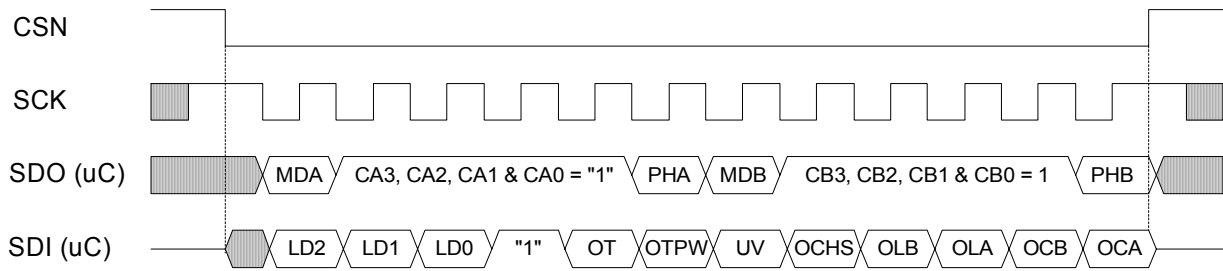 CSN
SCK
SDO (uC) MDA CA3, CA2, CA1 & CA0 = "1" PHA MDB CB3, CB2, CB1 & CB0 = 1 PHB
SDI (uC) LD2 LD1 LD0 "1" OT OTPW UV OCHS OLB OLA OCB OCA